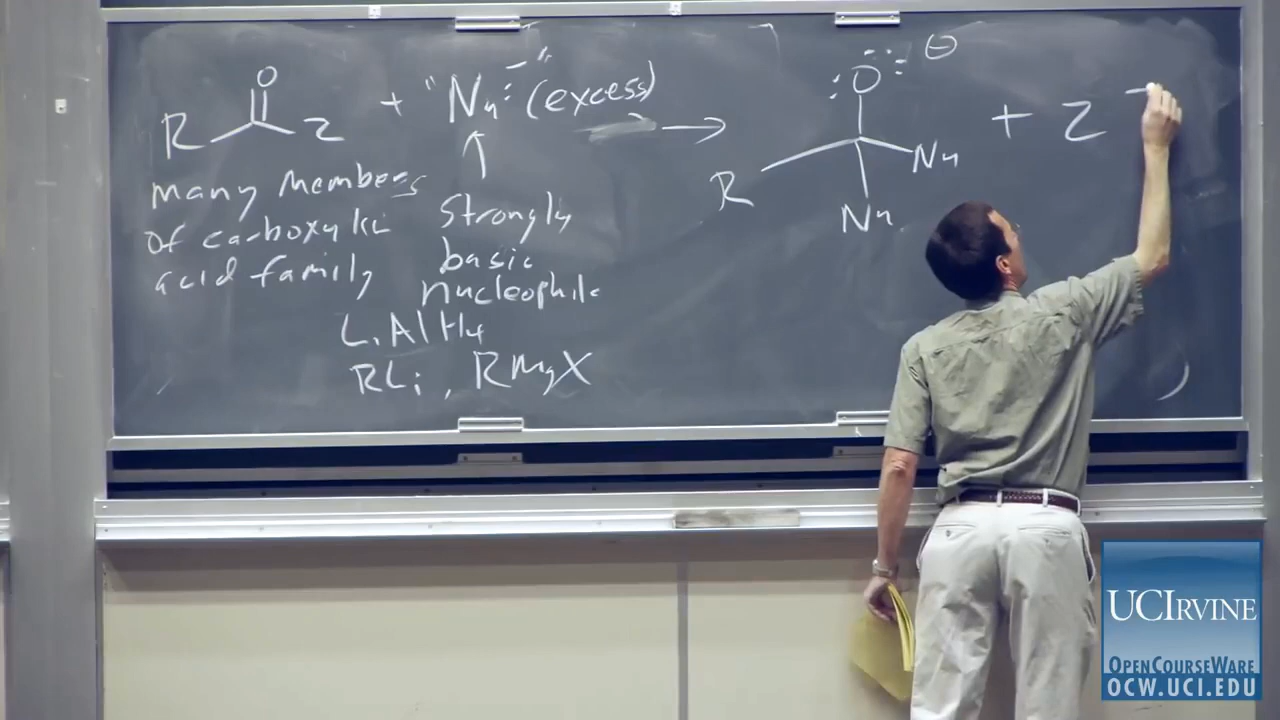 O
R Z + "Nu:⁻" (excess) → :Ö: ⊖ R Nu Nu + Z ⁻
many members
of carboxylic
acid family
strongly
basic
nucleophile
LiAlH4
RLi, RMgX
UCIRVINE
OPENCOURSEWARE
OCW.UCI.EDU